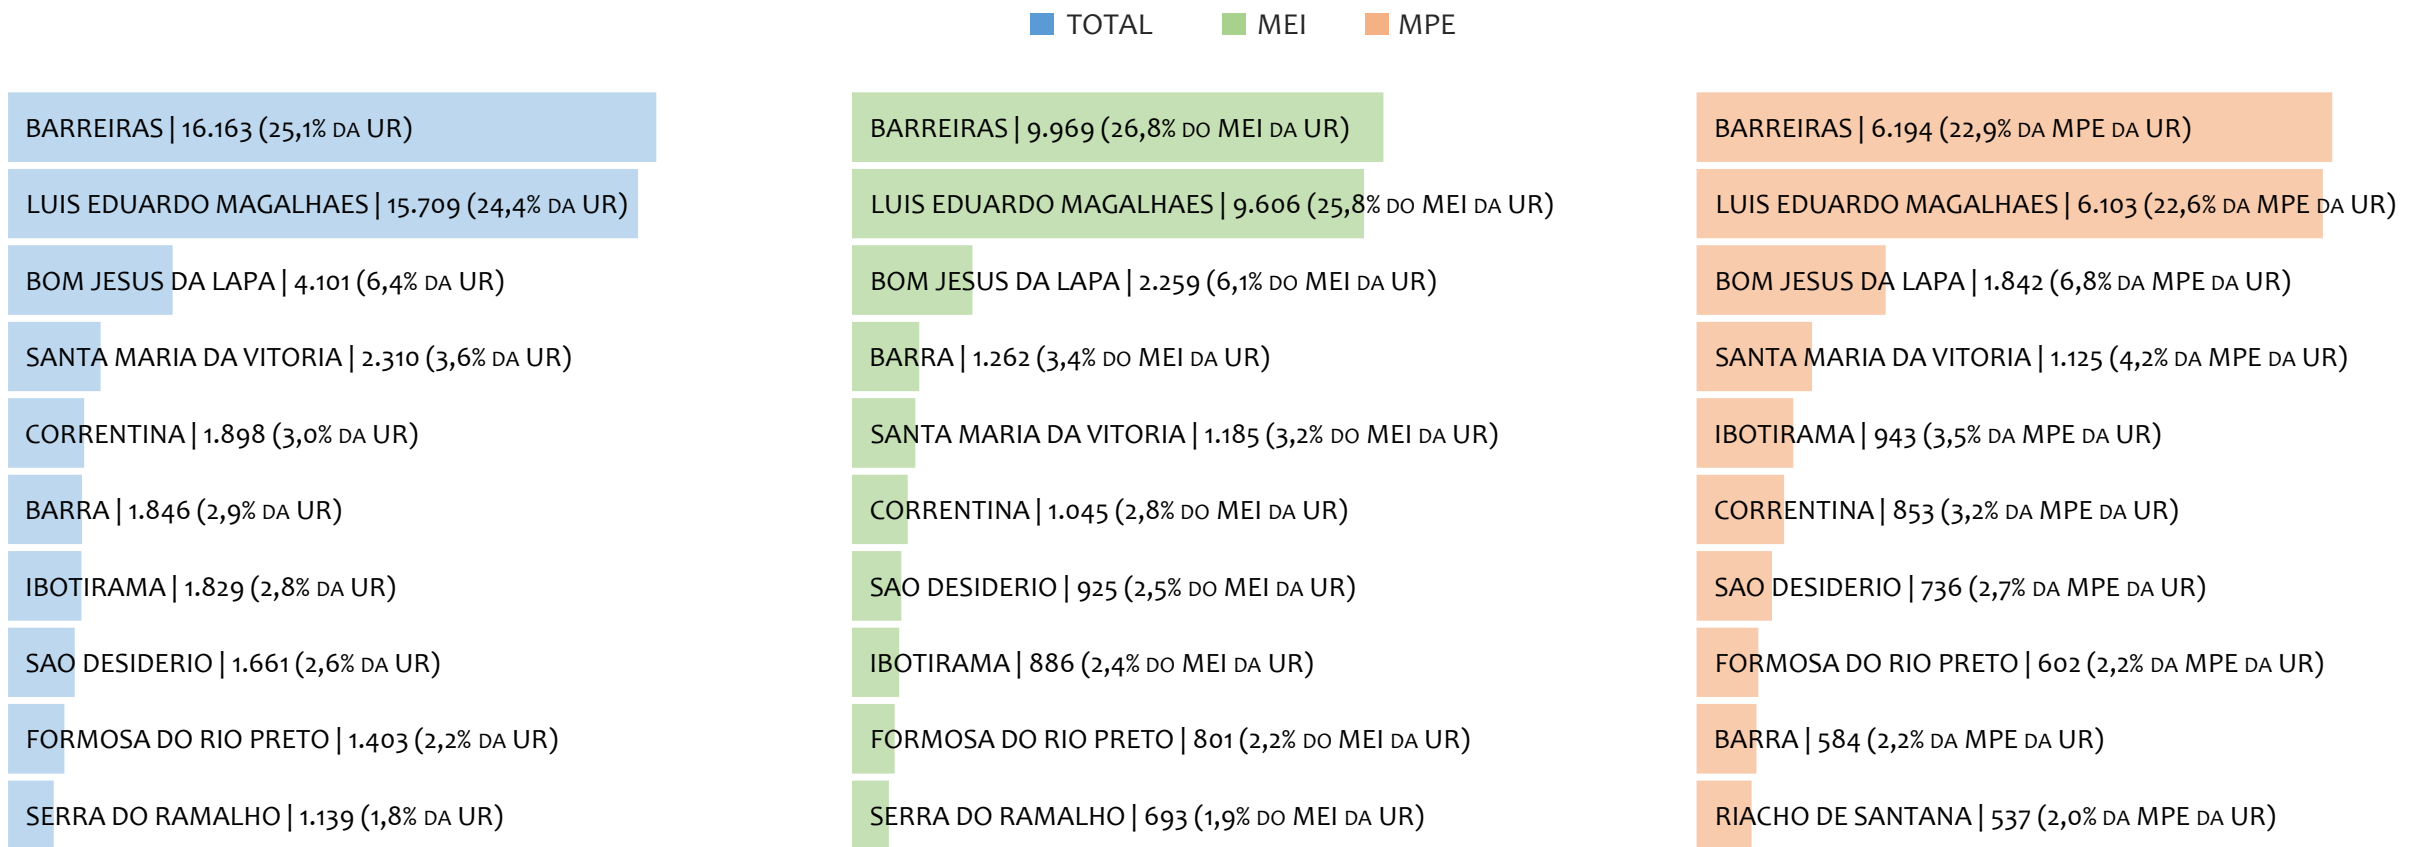 TOTAL MEI MPE
BARREIRAS | 16.163 (25,1% DA UR)
LUIS EDUARDO MAGALHAES | 15.709 (24,4% DA UR)
BOM JESUS DA LAPA | 4.101 (6,4% DA UR)
SANTA MARIA DA VITORIA | 2.310 (3,6% DA UR)
CORRENTINA | 1.898 (3,0% DA UR)
BARRA | 1.846 (2,9% DA UR)
IBOTIRAMA | 1.829 (2,8% DA UR)
SAO DESIDERIO | 1.661 (2,6% DA UR)
FORMOSA DO RIO PRETO | 1.403 (2,2% DA UR)
SERRA DO RAMALHO | 1.139 (1,8% DA UR)
BARREIRAS | 9.969 (26,8% DO MEI DA UR)
LUIS EDUARDO MAGALHAES | 9.606 (25,8% DO MEI DA UR)
BOM JESUS DA LAPA | 2.259 (6,1% DO MEI DA UR)
BARRA | 1.262 (3,4% DO MEI DA UR)
SANTA MARIA DA VITORIA | 1.185 (3,2% DO MEI DA UR)
CORRENTINA | 1.045 (2,8% DO MEI DA UR)
SAO DESIDERIO | 925 (2,5% DO MEI DA UR)
IBOTIRAMA | 886 (2,4% DO MEI DA UR)
FORMOSA DO RIO PRETO | 801 (2,2% DO MEI DA UR)
SERRA DO RAMALHO | 693 (1,9% DO MEI DA UR)
BARREIRAS | 6.194 (22,9% DA MPE DA UR)
LUIS EDUARDO MAGALHAES | 6.103 (22,6% DA MPE DA UR)
BOM JESUS DA LAPA | 1.842 (6,8% DA MPE DA UR)
SANTA MARIA DA VITORIA | 1.125 (4,2% DA MPE DA UR)
IBOTIRAMA | 943 (3,5% DA MPE DA UR)
CORRENTINA | 853 (3,2% DA MPE DA UR)
SAO DESIDERIO | 736 (2,7% DA MPE DA UR)
FORMOSA DO RIO PRETO | 602 (2,2% DA MPE DA UR)
BARRA | 584 (2,2% DA MPE DA UR)
RIACHO DE SANTANA | 537 (2,0% DA MPE DA UR)